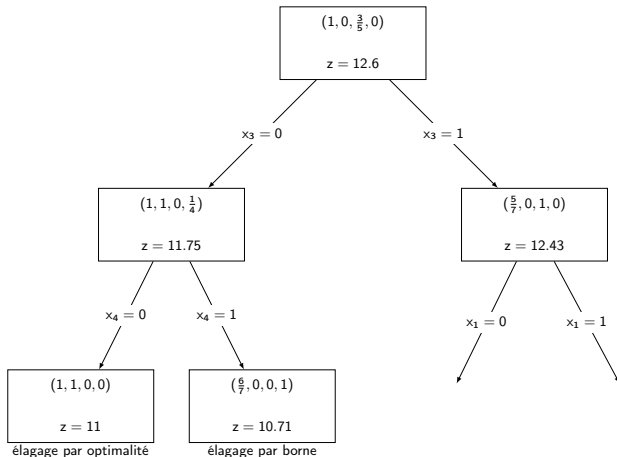 (1, 0, 3/5, 0)
z = 12.6
x₃ = 0
x₃ = 1
(1, 1, 0, 1/4)
z = 11.75
(5/7, 0, 1, 0)
z = 12.43
x₄ = 0
x₄ = 1
x₁ = 0
x₁ = 1
(1, 1, 0, 0)
z = 11
(6/7, 0, 0, 1)
z = 10.71
élagage par optimalité
élagage par borne